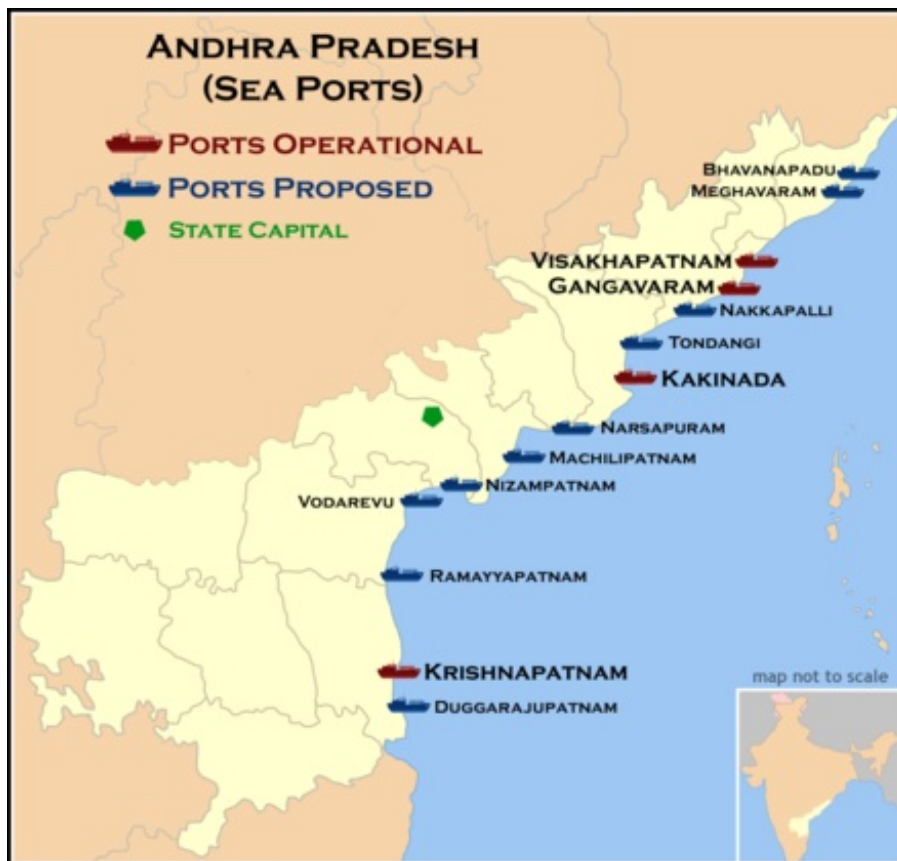 ANDHRA PRADESH
(SEA PORTS)
PORTS OPERATIONAL
PORTS PROPOSED
STATE CAPITAL
BHAVANAPADU
MEGHAVARAM
VISAKHAPATNAM
GANGAVARAM
NAKKAPALLI
TONDANGI
KAKINADA
NARSAPURAM
MACHILIPATNAM
NIZAMPATNAM
VODAREVU
RAMAYYAPATNAM
KRISHNAPATNAM
map not to scale
DUGGARAJUPATNAM